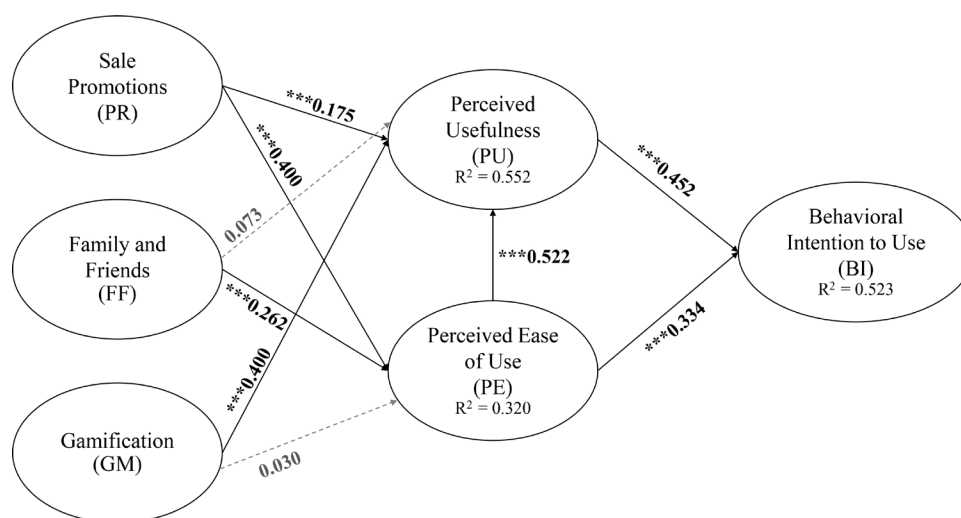 Sale
Promotions
(PR)
***0.175
***0.400
Perceived
Usefulness
(PU)
R² = 0.552
***0.452
0.073
Family and
Friends
(FF)
***0.262
***0.522
Behavioral
Intention to Use
(BI)
R² = 0.523
***0.400
Perceived Ease
of Use
(PE)
R² = 0.320
***0.334
Gamification
(GM)
0.030